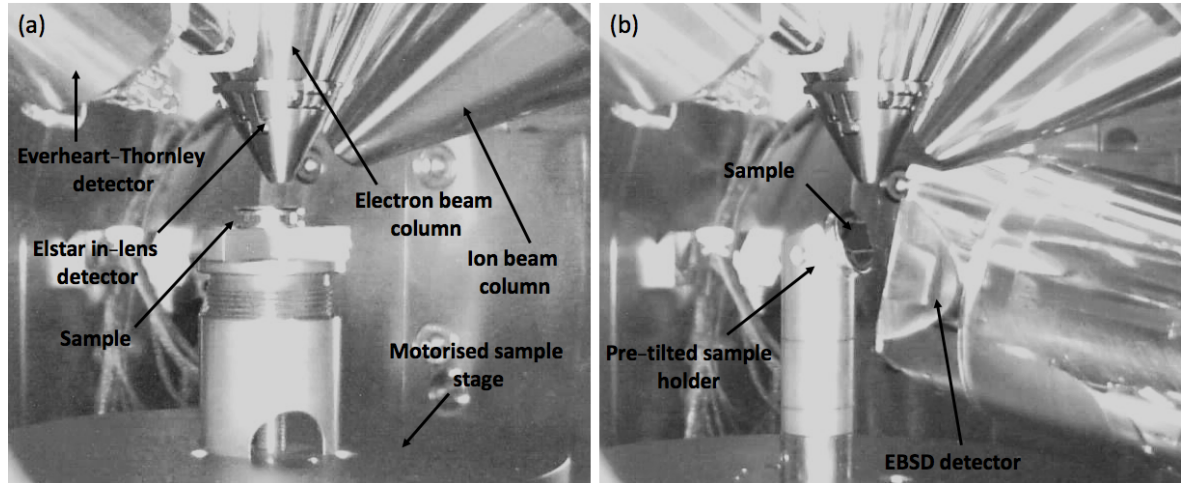 (a)
Everheart–Thornley
detector
Electron beam
column
Elstar in–lens
detector
Ion beam
column
Sample
Motorised sample
stage
(b)
Sample
Pre–tilted sample
holder
EBSD detector